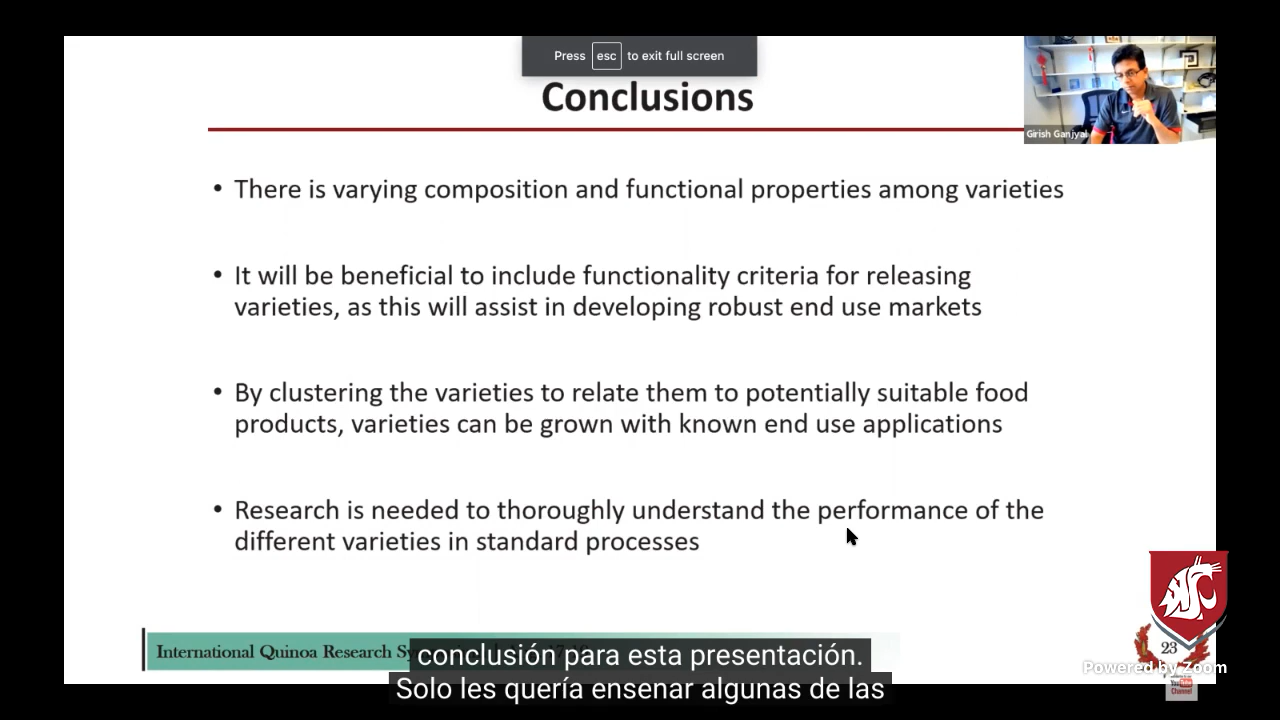 Press esc to exit full screen
Conclusions
Girish Ganjyal
• There is varying composition and functional properties among varieties
• It will be beneficial to include functionality criteria for releasing
varieties, as this will assist in developing robust end use markets
• By clustering the varieties to relate them to potentially suitable food
products, varieties can be grown with known end use applications
• Research is needed to thoroughly understand the performance of the
different varieties in standard processes
International Quinoa Research
conclusión para esta presentación.
Solo les quería ensenar algunas de las
23
Powered by Zoom
YouTube
Channel